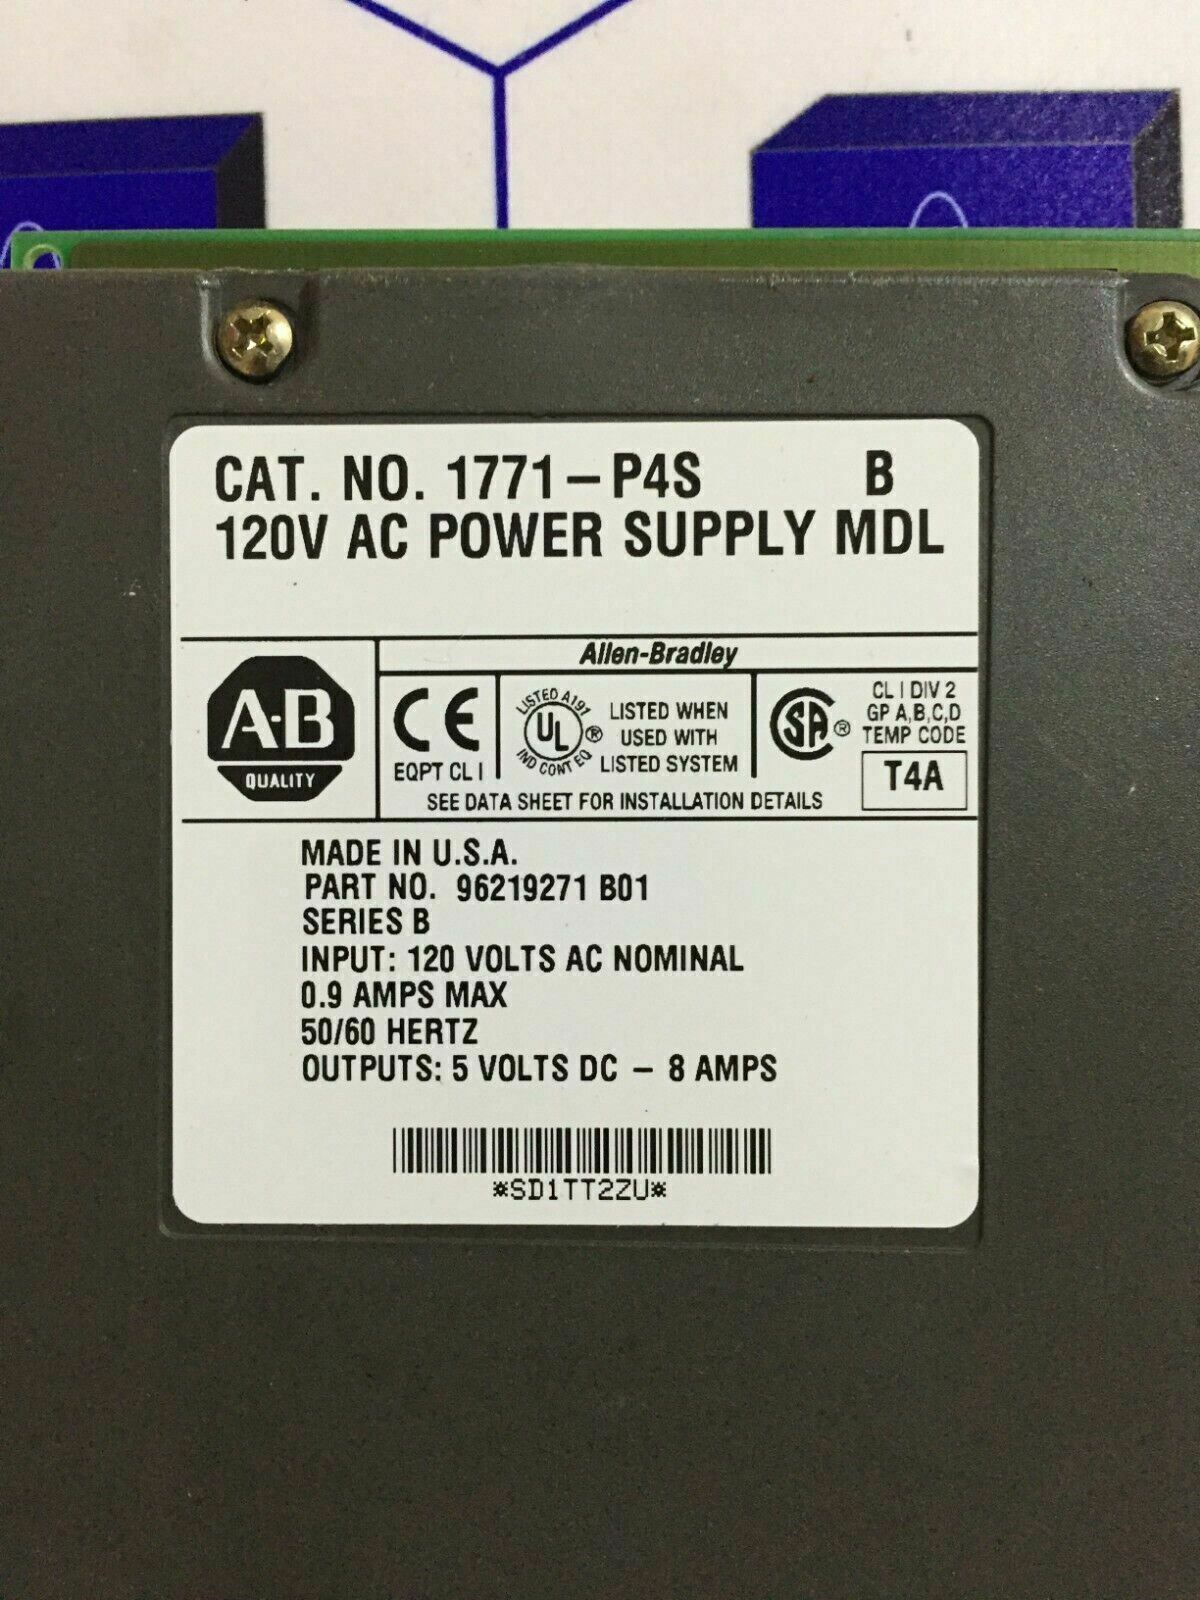 CAT. NO. 1771-P4S B
120V AC POWER SUPPLY MDL
Allen-Bradley
A-B
QUALITY
CE
EQPT CL I
LISTED A197
UL ®
IND CONT EQ
LISTED WHEN
USED WITH
LISTED SYSTEM
SA ®
CL I DIV 2
GP A,B,C,D
TEMP CODE
T4A
SEE DATA SHEET FOR INSTALLATION DETAILS
MADE IN U.S.A.
PART NO. 96219271 B01
SERIES B
INPUT: 120 VOLTS AC NOMINAL
0.9 AMPS MAX
50/60 HERTZ
OUTPUTS: 5 VOLTS DC – 8 AMPS
*SD1TT2ZU*